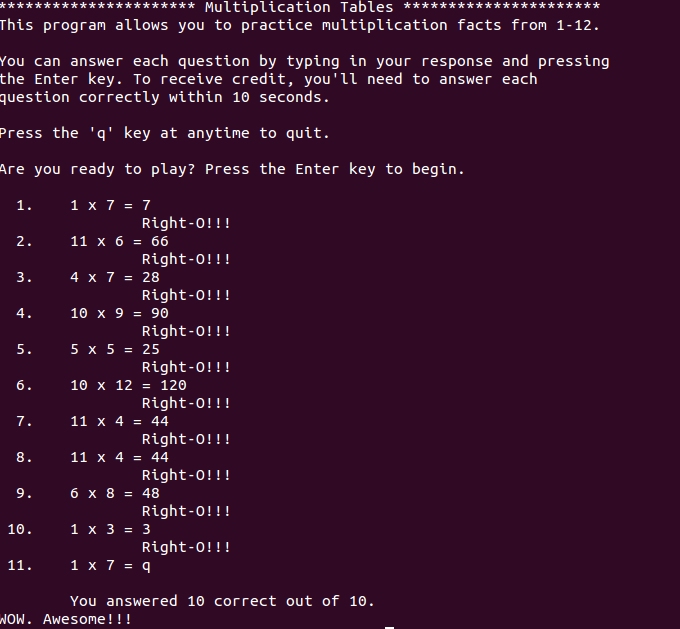 ********************** Multiplication Tables **********************
This program allows you to practice multiplication facts from 1-12.
You can answer each question by typing in your response and pressing
the Enter key. To receive credit, you'll need to answer each
question correctly within 10 seconds.
Press the 'q' key at anytime to quit.
Are you ready to play? Press the Enter key to begin.
1. 1 x 7 = 7
Right-O!!!
2. 11 x 6 = 66
Right-O!!!
3. 4 x 7 = 28
Right-O!!!
4. 10 x 9 = 90
Right-O!!!
5. 5 x 5 = 25
Right-O!!!
6. 10 x 12 = 120
Right-O!!!
7. 11 x 4 = 44
Right-O!!!
8. 11 x 4 = 44
Right-O!!!
9. 6 x 8 = 48
Right-O!!!
10. 1 x 3 = 3
Right-O!!!
11. 1 x 7 = q
You answered 10 correct out of 10.
WOW. Awesome!!!